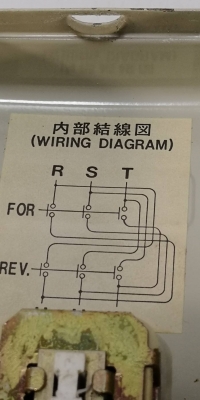 内部結線図
(WIRING DIAGRAM)
R S T
FOR
REV.